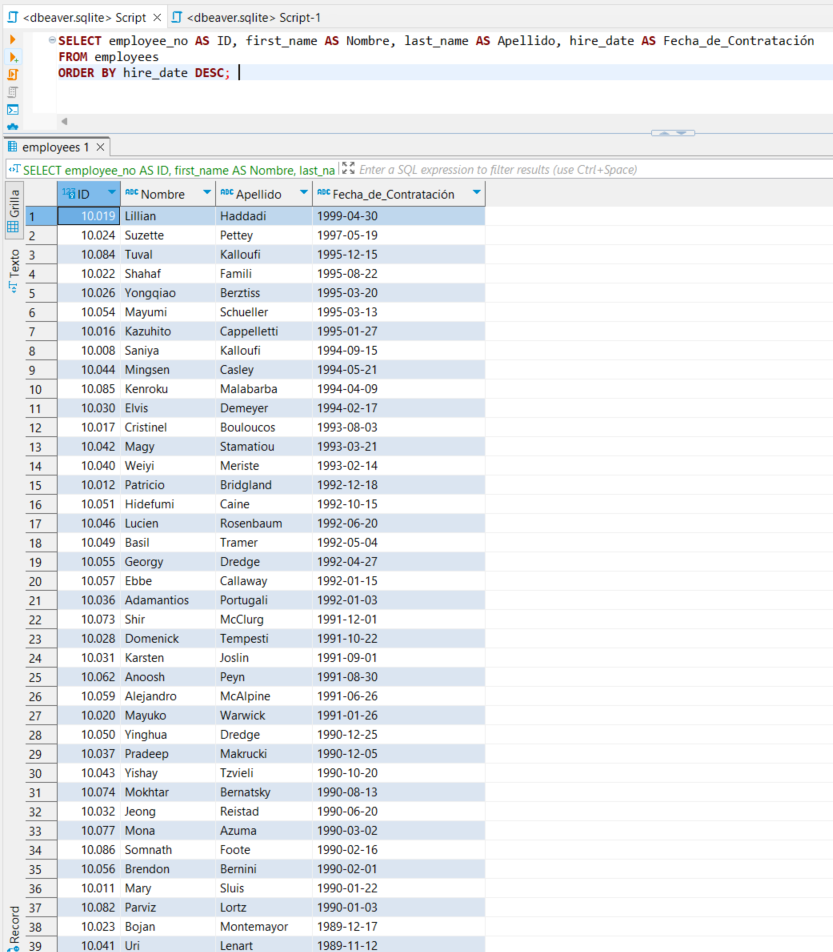 <dbeaver.sqlite> Script <dbeaver.sqlite> Script-1
SELECT employee_no AS ID, first_name AS Nombre, last_name AS Apellido, hire_date AS Fecha_de_Contratación
FROM employees
ORDER BY hire_date DESC;
employees 1
SELECT employee_no AS ID, first_name AS Nombre, last_na Enter a SQL expression to filter results (use Ctrl+Space)
Grilla
Texto
Record
123 ID ABC Nombre ABC Apellido ABC Fecha_de_Contratación
1 10.019 Lillian Haddadi 1999-04-30
2 10.024 Suzette Pettey 1997-05-19
3 10.084 Tuval Kalloufi 1995-12-15
4 10.022 Shahaf Famili 1995-08-22
5 10.026 Yongqiao Berztiss 1995-03-20
6 10.054 Mayumi Schueller 1995-03-13
7 10.016 Kazuhito Cappelletti 1995-01-27
8 10.008 Saniya Kalloufi 1994-09-15
9 10.044 Mingsen Casley 1994-05-21
10 10.085 Kenroku Malabarba 1994-04-09
11 10.030 Elvis Demeyer 1994-02-17
12 10.017 Cristinel Bouloucos 1993-08-03
13 10.042 Magy Stamatiou 1993-03-21
14 10.040 Weiyi Meriste 1993-02-14
15 10.012 Patricio Bridgland 1992-12-18
16 10.051 Hidefumi Caine 1992-10-15
17 10.046 Lucien Rosenbaum 1992-06-20
18 10.049 Basil Tramer 1992-05-04
19 10.055 Georgy Dredge 1992-04-27
20 10.057 Ebbe Callaway 1992-01-15
21 10.036 Adamantios Portugali 1992-01-03
22 10.073 Shir McClurg 1991-12-01
23 10.028 Domenick Tempesti 1991-10-22
24 10.031 Karsten Joslin 1991-09-01
25 10.062 Anoosh Peyn 1991-08-30
26 10.059 Alejandro McAlpine 1991-06-26
27 10.020 Mayuko Warwick 1991-01-26
28 10.050 Yinghua Dredge 1990-12-25
29 10.037 Pradeep Makrucki 1990-12-05
30 10.043 Yishay Tzvieli 1990-10-20
31 10.074 Mokhtar Bernatsky 1990-08-13
32 10.032 Jeong Reistad 1990-06-20
33 10.077 Mona Azuma 1990-03-02
34 10.086 Somnath Foote 1990-02-16
35 10.056 Brendon Bernini 1990-02-01
36 10.011 Mary Sluis 1990-01-22
37 10.082 Parviz Lortz 1990-01-03
38 10.023 Bojan Montemayor 1989-12-17
39 10.041 Uri Lenart 1989-11-12